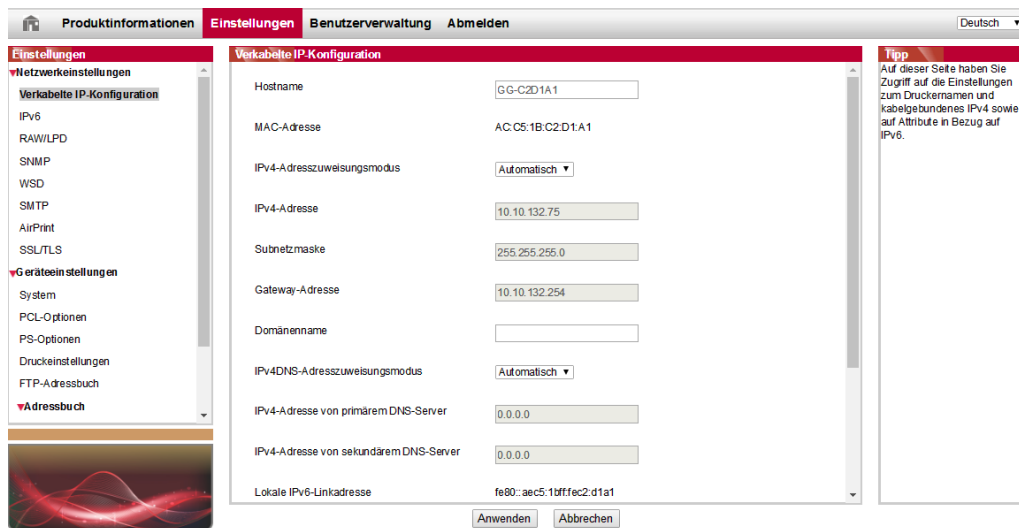 Produktinformationen Einstellungen Benutzerverwaltung Abmelden Deutsch
Einstellungen
Netzwerkeinstellungen
Verkabelte IP-Konfiguration
IPv6
RAW/LPD
SNMP
WSD
SMTP
AirPrint
SSL/TLS
Geräteeinstellungen
System
PCL-Optionen
PS-Optionen
Druckeinstellungen
FTP-Adressbuch
Adressbuch
Verkabelte IP-Konfiguration
Hostname GG-C2D1A1
MAC-Adresse AC:C5:1B:C2:D1:A1
IPv4-Adresszuweisungsmodus Automatisch
IPv4-Adresse 10.10.132.75
Subnetzmaske 255.255.255.0
Gateway-Adresse 10.10.132.254
Domänenname
IPv4DNS-Adresszuweisungsmodus Automatisch
IPv4-Adresse von primärem DNS-Server 0.0.0.0
IPv4-Adresse von sekundärem DNS-Server 0.0.0.0
Lokale IPv6-Linkadresse fe80::aec5:1bff:fec2:d1a1
Anwenden Abbrechen
Tipp
Auf dieser Seite haben Sie
Zugriff auf die Einstellungen
zum Druckernamen und
kabelgebundenes IPv4 sowie
auf Attribute in Bezug auf
IPv6.